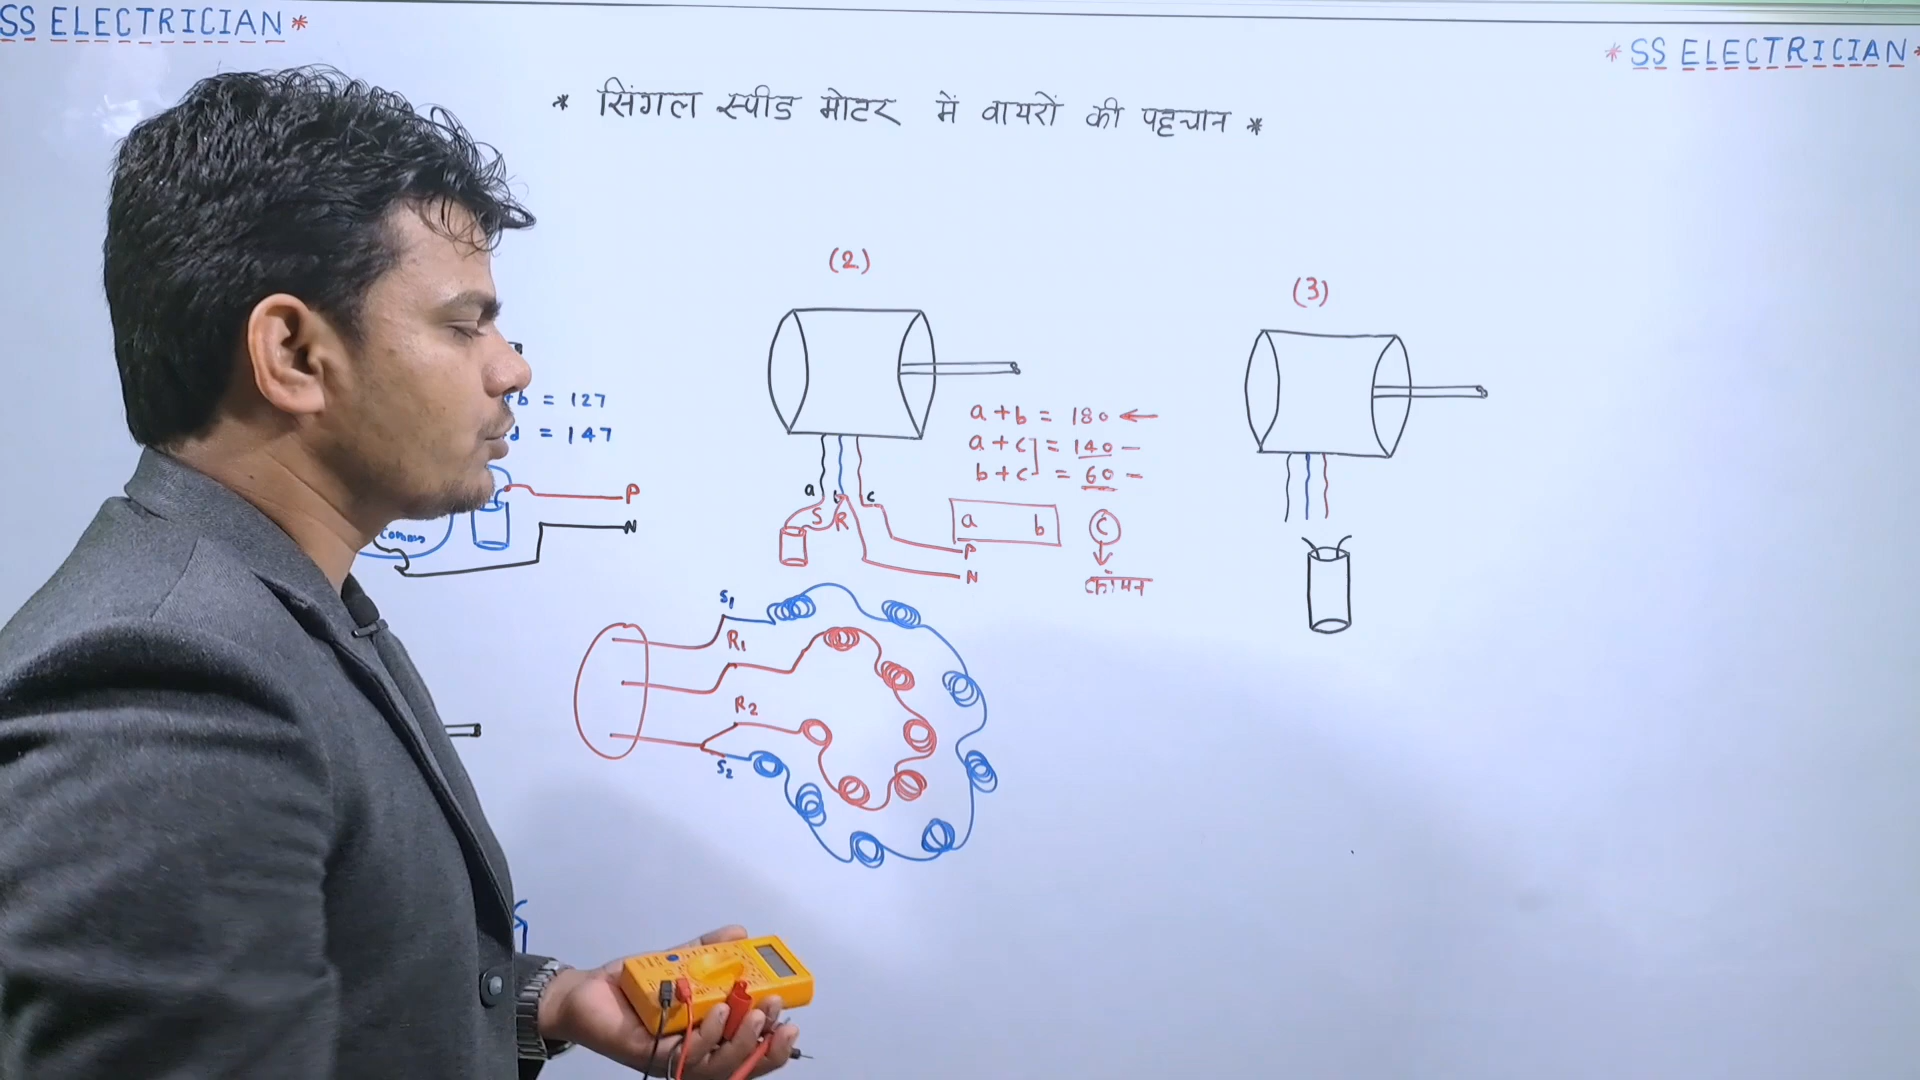 SS ELECTRICIAN *
* SS ELECTRICIAN *
* सिंगल स्पीड मोटर में वायरों की पहचान *
+b = 127
+d = 147
P
N
Common
(2)
a + b = 180 ←
a + c ] = 140 -
b + c ] = 60 -
a b c
S R
P
N
a b
C
↓
कॉमन
S1
R1
R2
S2
(3)